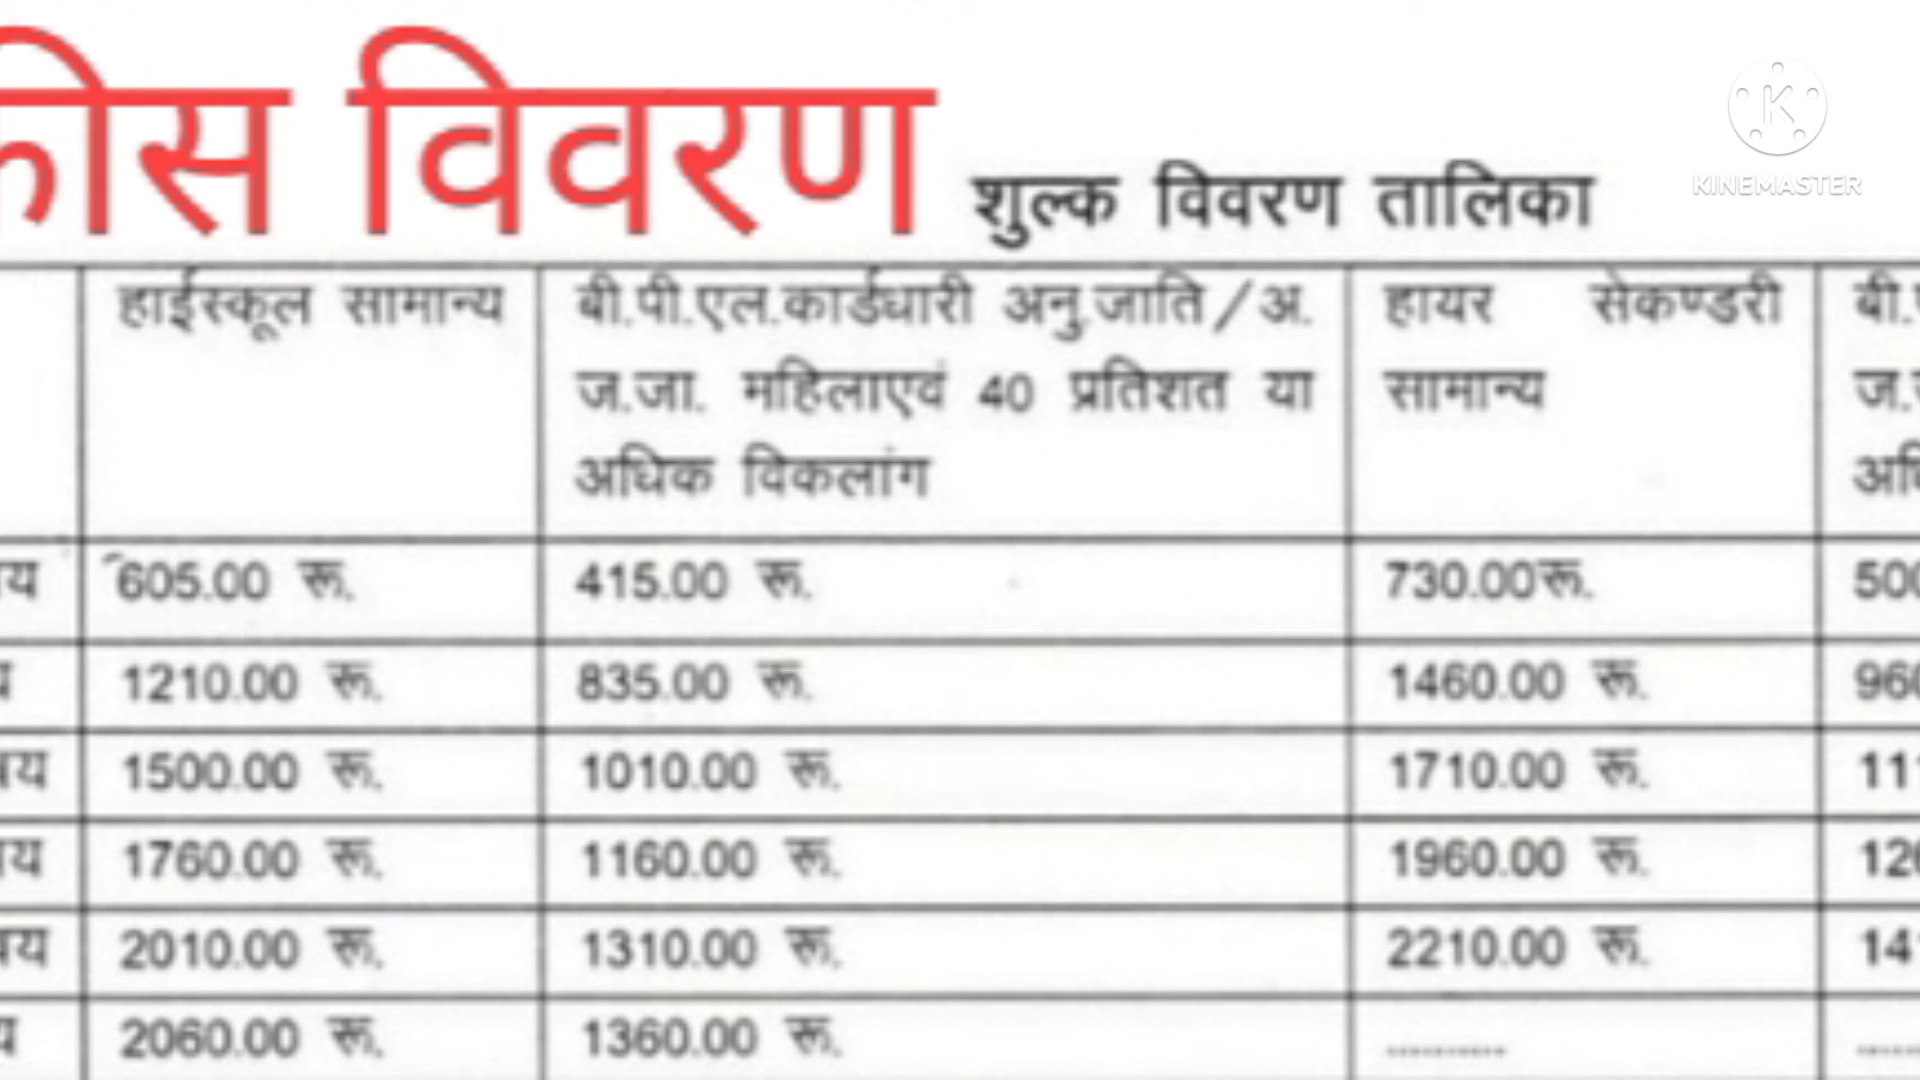 फीस विवरण
शुल्क विवरण तालिका
KINEMASTER
हाईस्कूल सामान्य
बी.पी.एल.कार्डधारी अनु.जाति/अ.
ज.जा. महिलाएवं 40 प्रतिशत या
अधिक विकलांग
हायर सेकण्डरी
सामान्य
605.00 रू. 415.00 रू. 730.00रू.
1210.00 रू. 835.00 रू. 1460.00 रू.
1500.00 रू. 1010.00 रू. 1710.00 रू.
1760.00 रू. 1160.00 रू. 1960.00 रू.
2010.00 रू. 1310.00 रू. 2210.00 रू.
2060.00 रू. 1360.00 रू. ............